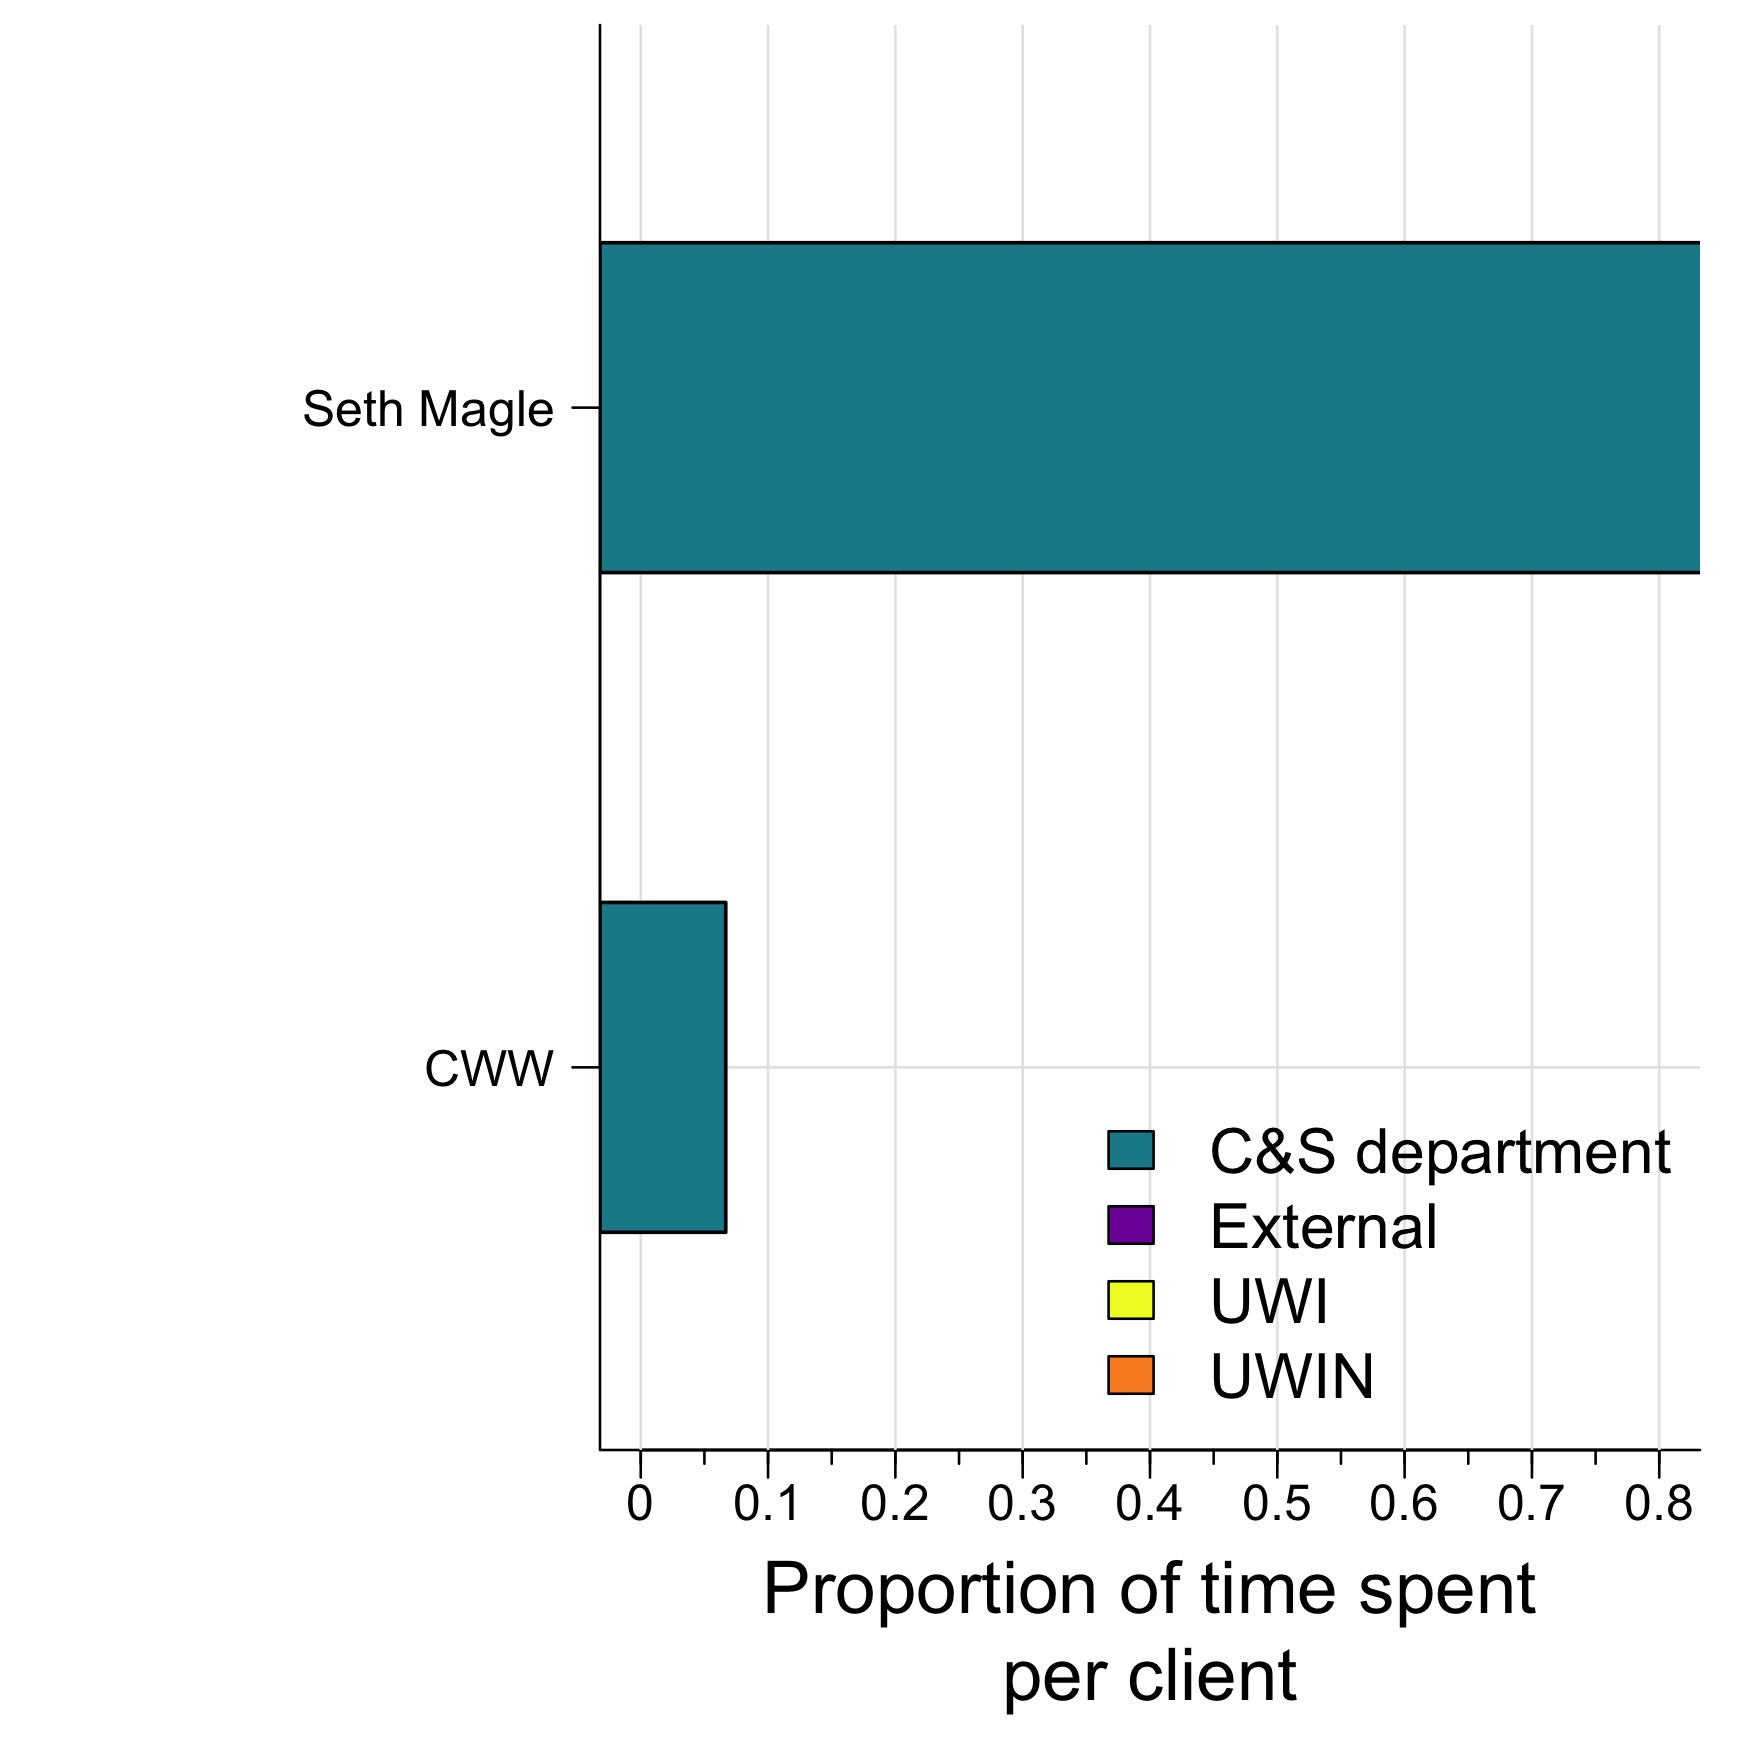 Seth Magle
CWW
C&S department
External
UWI
UWIN
0 0.1 0.2 0.3 0.4 0.5 0.6 0.7 0.8
Proportion of time spent
per client